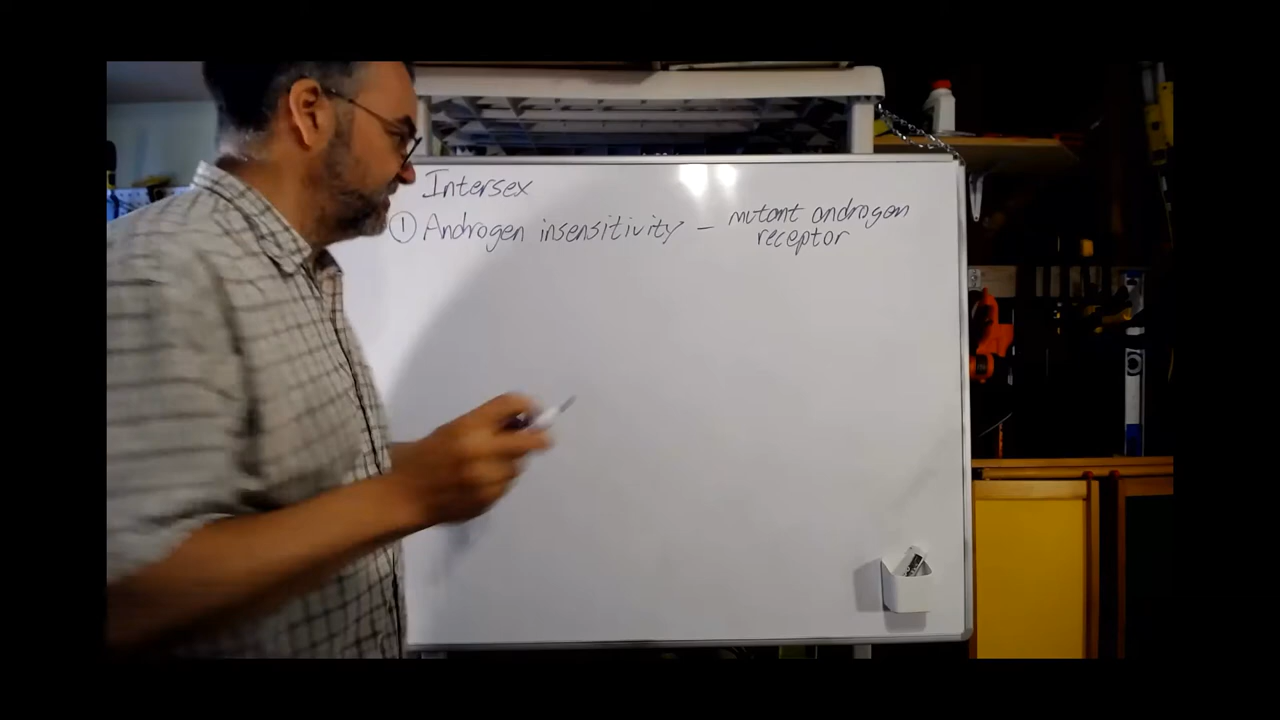 Intersex
① Androgen insensitivity – mutant androgen
receptor